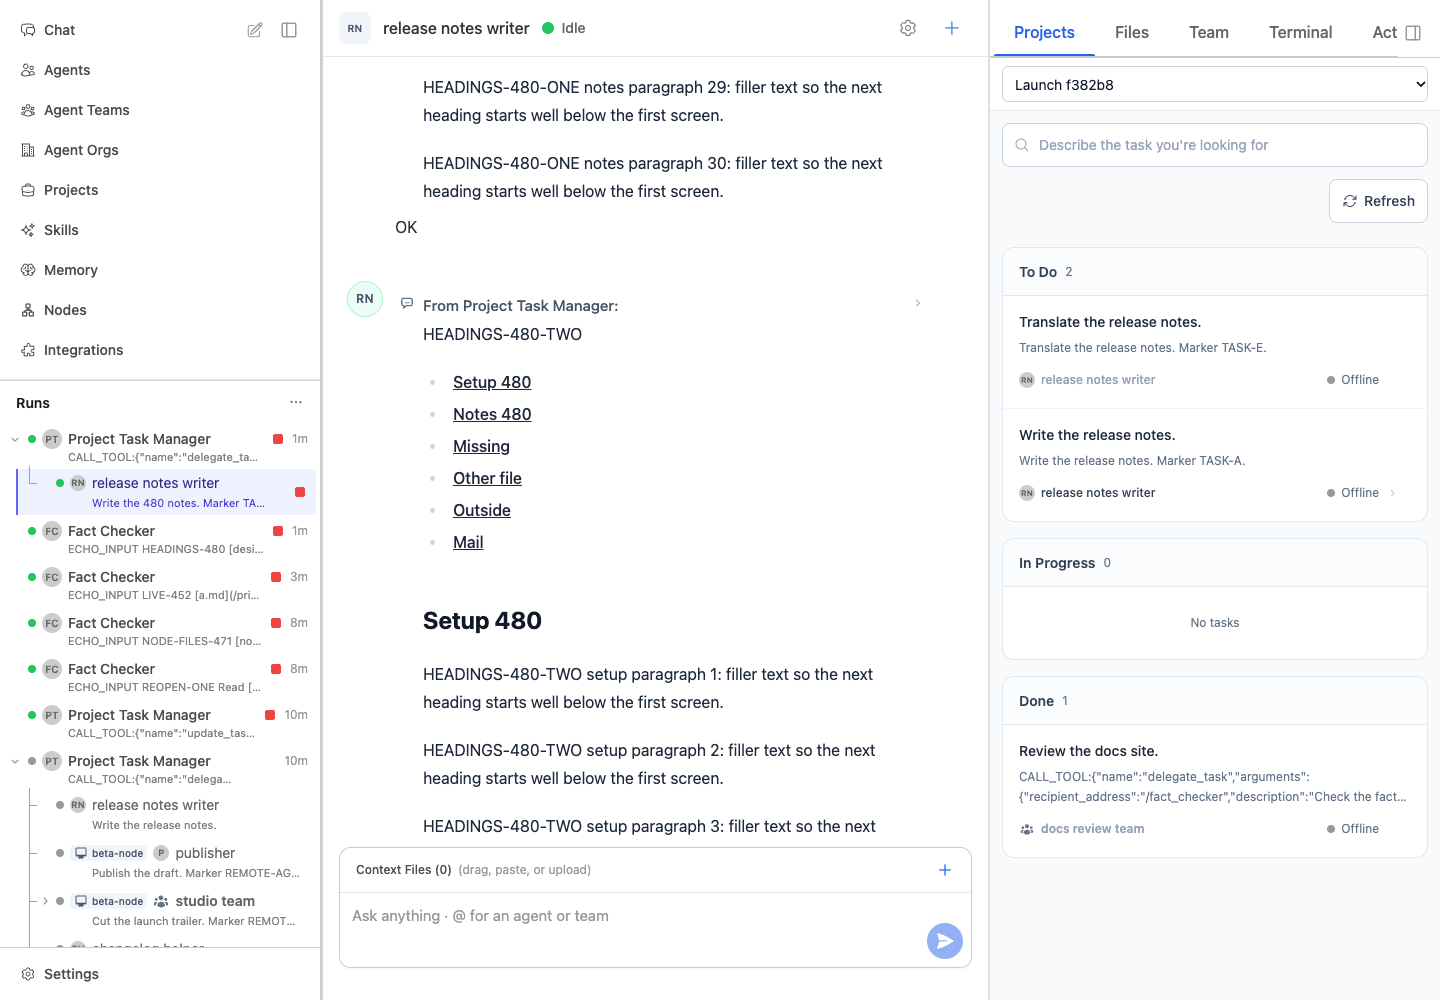 Chat
Agents
Agent Teams
Agent Orgs
Projects
Skills
Memory
Nodes
Integrations
Runs
Project Task Manager 1m
CALL_TOOL:{"name":"delegate_ta...
release notes writer
Write the 480 notes. Marker TA...
Fact Checker 1m
ECHO_INPUT HEADINGS-480 [desi...
Fact Checker 3m
ECHO_INPUT LIVE-452 [a.md](/pri...
Fact Checker 8m
ECHO_INPUT NODE-FILES-471 [no...
Fact Checker 8m
ECHO_INPUT REOPEN-ONE Read [...
Project Task Manager 10m
CALL_TOOL:{"name":"update_tas...
Project Task Manager 10m
CALL_TOOL:{"name":"delega...
RN release notes writer
Write the release notes.
beta-node P publisher
Publish the draft. Marker REMOTE-AG...
beta-node studio team
Cut the launch trailer. Marker REMOT...
Settings
RN release notes writer Idle
HEADINGS-480-ONE notes paragraph 29: filler text so the next
heading starts well below the first screen.
HEADINGS-480-ONE notes paragraph 30: filler text so the next
heading starts well below the first screen.
OK
RN From Project Task Manager:
HEADINGS-480-TWO
Setup 480
Notes 480
Missing
Other file
Outside
Mail
Setup 480
HEADINGS-480-TWO setup paragraph 1: filler text so the next
heading starts well below the first screen.
HEADINGS-480-TWO setup paragraph 2: filler text so the next
heading starts well below the first screen.
HEADINGS-480-TWO setup paragraph 3: filler text so the next
Context Files (0) (drag, paste, or upload)
Ask anything · @ for an agent or team
Projects Files Team Terminal Act
Launch f382b8
Describe the task you're looking for
Refresh
To Do 2
Translate the release notes.
Translate the release notes. Marker TASK-E.
RN release notes writer Offline
Write the release notes.
Write the release notes. Marker TASK-A.
RN release notes writer Offline
In Progress 0
No tasks
Done 1
Review the docs site.
CALL_TOOL:{"name":"delegate_task","arguments":
{"recipient_address":"/fact_checker","description":"Check the fact...
docs review team Offline